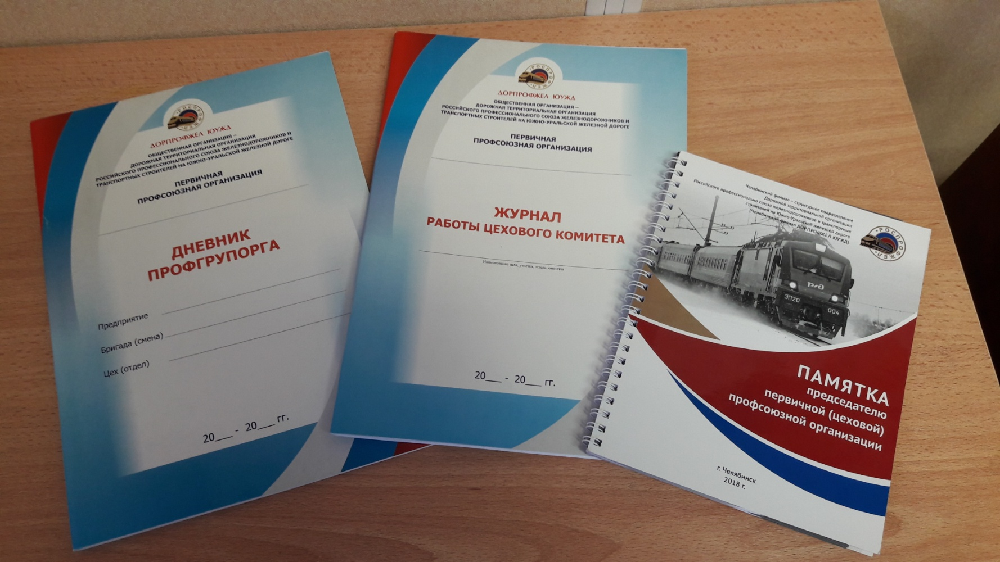 РОСПРОФЖЕЛ
ДОРПРОФЖЕЛ ЮУЖД
ОБЩЕСТВЕННАЯ ОРГАНИЗАЦИЯ –
ДОРОЖНАЯ ТЕРРИТОРИАЛЬНАЯ ОРГАНИЗАЦИЯ
РОССИЙСКОГО ПРОФЕССИОНАЛЬНОГО СОЮЗА ЖЕЛЕЗНОДОРОЖНИКОВ И
ТРАНСПОРТНЫХ СТРОИТЕЛЕЙ НА ЮЖНО-УРАЛЬСКОЙ ЖЕЛЕЗНОЙ ДОРОГЕ
ПЕРВИЧНАЯ
ПРОФСОЮЗНАЯ ОРГАНИЗАЦИЯ
ДНЕВНИК
ПРОФГРУПОРГА
Предприятие
Бригада (смена)
Цех (отдел)
20___ - 20___ гг.
РОСПРОФЖЕЛ
ДОРПРОФЖЕЛ ЮУЖД
ОБЩЕСТВЕННАЯ ОРГАНИЗАЦИЯ –
ДОРОЖНАЯ ТЕРРИТОРИАЛЬНАЯ ОРГАНИЗАЦИЯ
РОССИЙСКОГО ПРОФЕССИОНАЛЬНОГО СОЮЗА ЖЕЛЕЗНОДОРОЖНИКОВ И
ТРАНСПОРТНЫХ СТРОИТЕЛЕЙ НА ЮЖНО-УРАЛЬСКОЙ ЖЕЛЕЗНОЙ ДОРОГЕ
ПЕРВИЧНАЯ
ПРОФСОЮЗНАЯ ОРГАНИЗАЦИЯ
ЖУРНАЛ
РАБОТЫ ЦЕХОВОГО КОМИТЕТА
Наименование цеха, участка, отдела, околотка
20___ - 20___ гг.
Челябинский филиал – структурное подразделение
Дорожной территориальной организации
Российского профессионально союза железнодорожников и транспортных
строителей на Южно-Уральской железной дороге
(Челябинский филиал ДОРПРОФЖЕЛ ЮУЖД)
РОСПРОФЖЕЛ
РЖД
ЭП20
004
ПАМЯТКА
председателю
первичной (цеховой)
профсоюзной организации
г. Челябинск
2018 г.